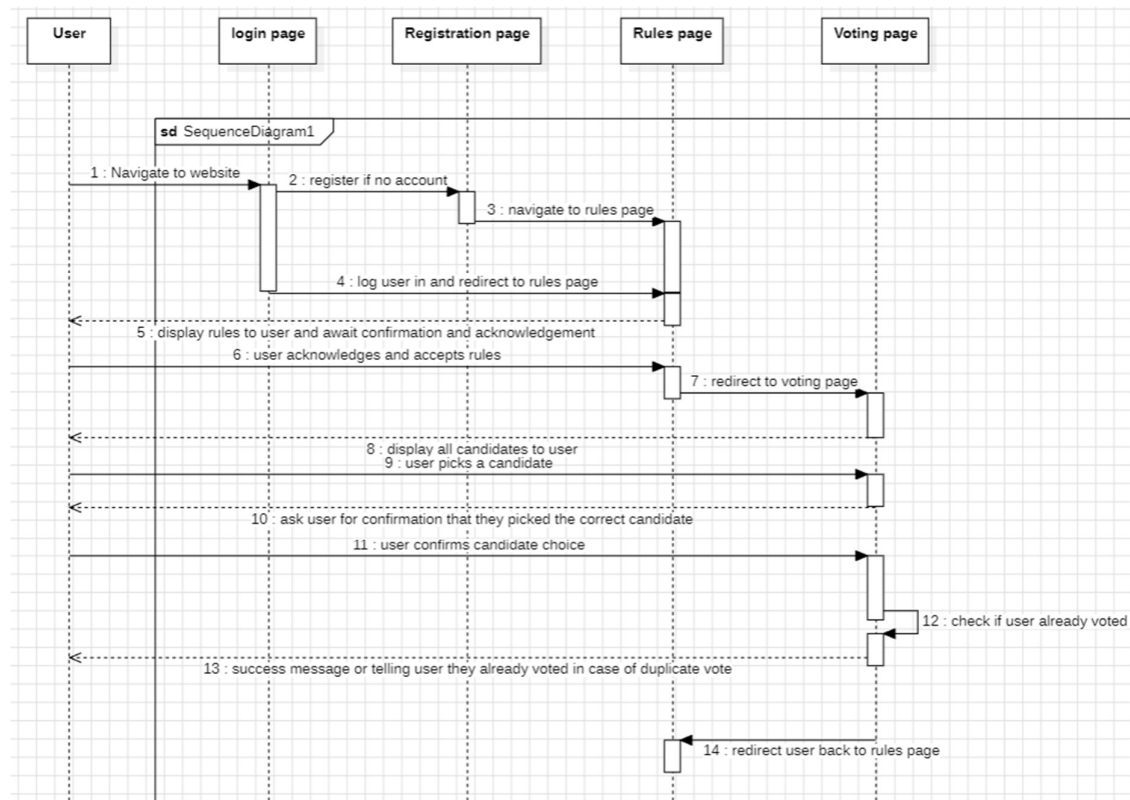 User
login page
Registration page
Rules page
Voting page
sd SequenceDiagram1
1 : Navigate to website
2 : register if no account
3 : navigate to rules page
4 : log user in and redirect to rules page
5 : display rules to user and await confirmation and acknowledgement
6 : user acknowledges and accepts rules
7 : redirect to voting page
8 : display all candidates to user
9 : user picks a candidate
10 : ask user for confirmation that they picked the correct candidate
11 : user confirms candidate choice
12 : check if user already voted
13 : success message or telling user they already voted in case of duplicate vote
14 : redirect user back to rules page